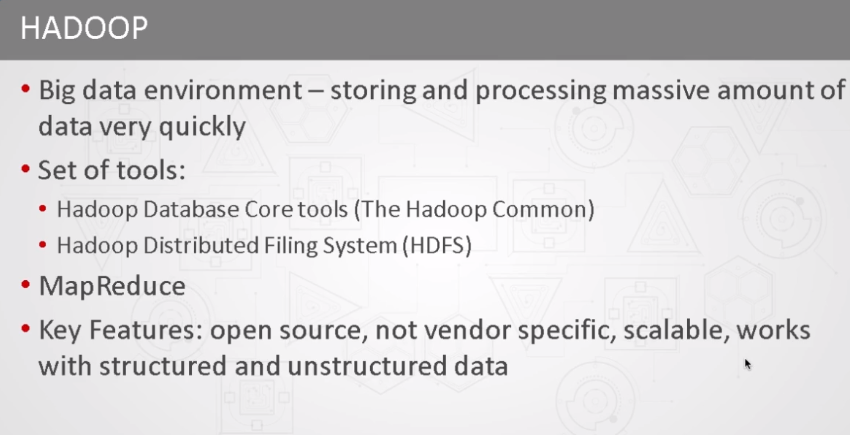 HADOOP
• Big data environment – storing and processing massive amount of
data very quickly
• Set of tools:
• Hadoop Database Core tools (The Hadoop Common)
• Hadoop Distributed Filing System (HDFS)
• MapReduce
• Key Features: open source, not vendor specific, scalable, works
with structured and unstructured data